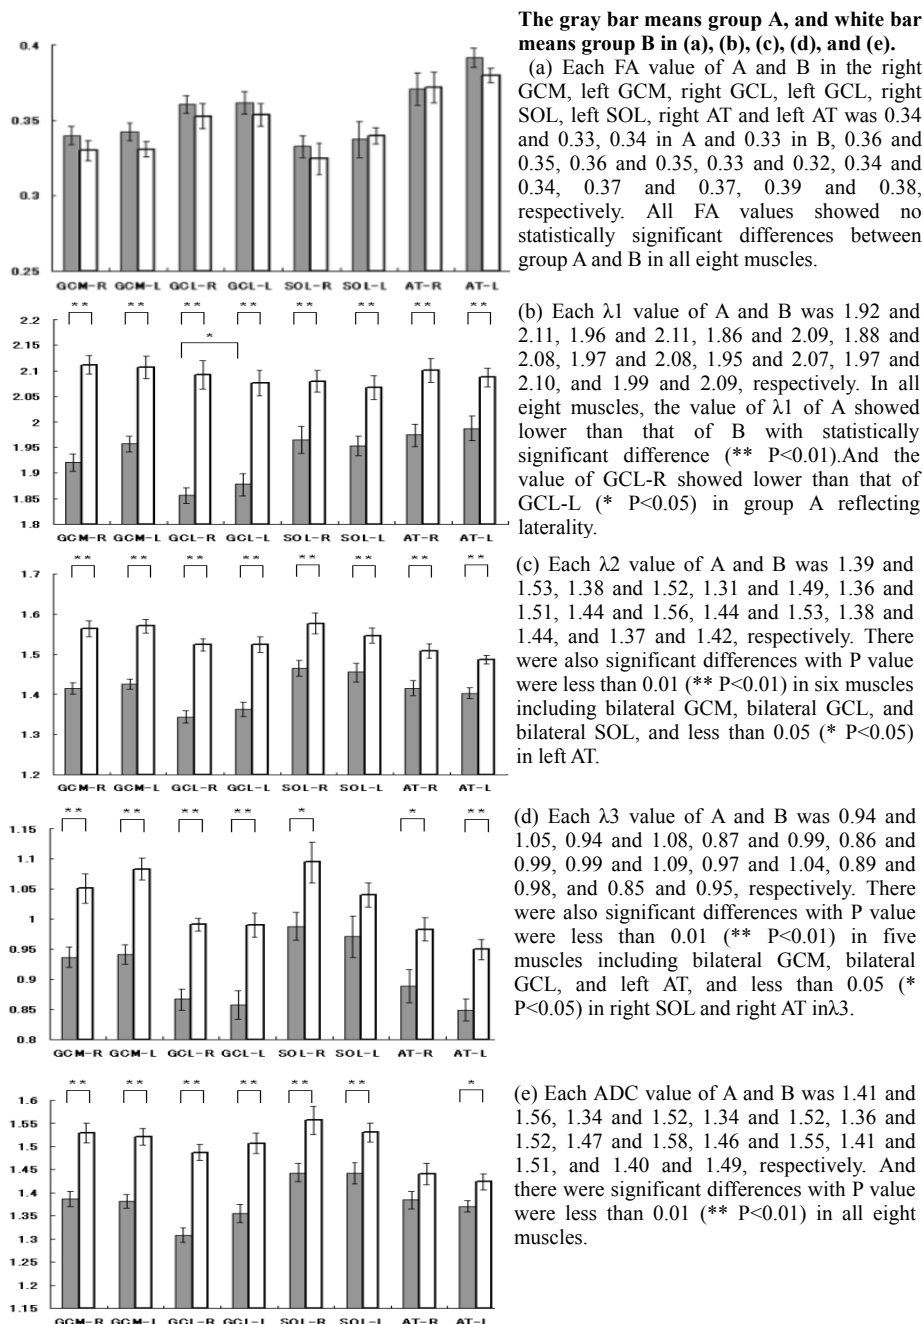 0.4
0.35
0.3
0.25
GCM-R GCM-L GCL-R GCL-L SOL-R SOL-L AT-R AT-L
The gray bar means group A, and white bar
means group B in (a), (b), (c), (d), and (e).
(a) Each FA value of A and B in the right
GCM, left GCM, right GCL, left GCL, right
SOL, left SOL, right AT and left AT was 0.34
and 0.33, 0.34 in A and 0.33 in B, 0.36 and
0.35, 0.36 and 0.35, 0.33 and 0.32, 0.34 and
0.34, 0.37 and 0.37, 0.39 and 0.38,
respectively. All FA values showed no
statistically significant differences between
group A and B in all eight muscles.
** ** ** ** ** ** ** **
*
2.2
2.15
2.1
2.05
2
1.95
1.9
1.85
1.8
GCM-R GCM-L GCL-R GCL-L SOL-R SOL-L AT-R AT-L
(b) Each λ1 value of A and B was 1.92 and
2.11, 1.96 and 2.11, 1.86 and 2.09, 1.88 and
2.08, 1.97 and 2.08, 1.95 and 2.07, 1.97 and
2.10, and 1.99 and 2.09, respectively. In all
eight muscles, the value of λ1 of A showed
lower than that of B with statistically
significant difference (** P<0.01).And the
value of GCL-R showed lower than that of
GCL-L (* P<0.05) in group A reflecting
laterality.
** ** ** ** ** ** ** **
1.7
1.6
1.5
1.4
1.3
1.2
GCM-R GCM-L GCL-R GCL-L SOL-R SOL-L AT-R AT-L
(c) Each λ2 value of A and B was 1.39 and
1.53, 1.38 and 1.52, 1.31 and 1.49, 1.36 and
1.51, 1.44 and 1.56, 1.44 and 1.53, 1.38 and
1.44, and 1.37 and 1.42, respectively. There
were also significant differences with P value
were less than 0.01 (** P<0.01) in six muscles
including bilateral GCM, bilateral GCL, and
bilateral SOL, and less than 0.05 (* P<0.05)
in left AT.
** ** ** ** * * **
1.15
1.1
1.05
1
0.95
0.9
0.85
0.8
GCM-R GCM-L GCL-R GCL-L SOL-R SOL-L AT-R AT-L
(d) Each λ3 value of A and B was 0.94 and
1.05, 0.94 and 1.08, 0.87 and 0.99, 0.86 and
0.99, 0.99 and 1.09, 0.97 and 1.04, 0.89 and
0.98, and 0.85 and 0.95, respectively. There
were also significant differences with P value
were less than 0.01 (** P<0.01) in five
muscles including bilateral GCM, bilateral
GCL, and left AT, and less than 0.05 (*
P<0.05) in right SOL and right AT inλ3.
** ** ** ** ** ** *
1.6
1.55
1.5
1.45
1.4
1.35
1.3
1.25
1.2
1.15
GCM-R GCM-L GCL-R GCL-L SOL-R SOL-L AT-R AT-L
(e) Each ADC value of A and B was 1.41 and
1.56, 1.34 and 1.52, 1.34 and 1.52, 1.36 and
1.52, 1.47 and 1.58, 1.46 and 1.55, 1.41 and
1.51, and 1.40 and 1.49, respectively. And
there were significant differences with P value
were less than 0.01 (** P<0.01) in all eight
muscles.